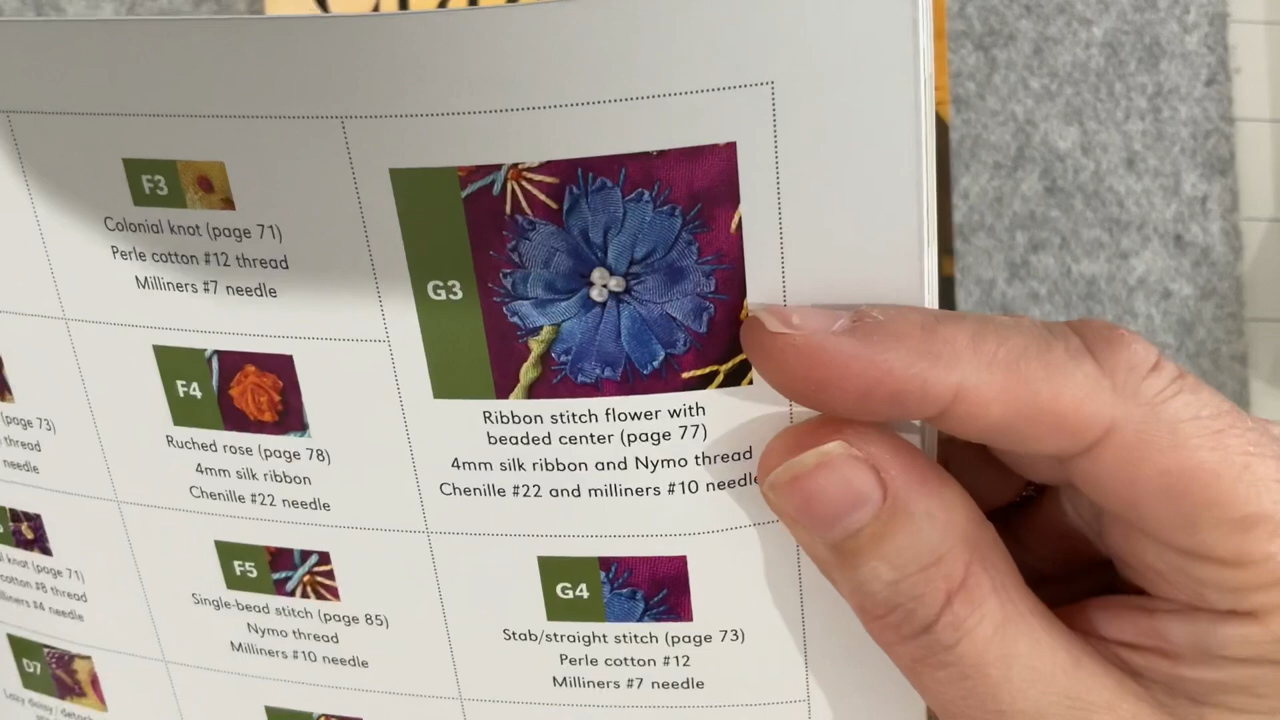 F3
Colonial knot (page 71)
Perle cotton #12 thread
Milliners #7 needle
G3
Ribbon stitch flower with
beaded center (page 77)
4mm silk ribbon and Nymo thread
Chenille #22 and milliners #10 needle
(page 73)
thread
needle
F4
Ruched rose (page 78)
4mm silk ribbon
Chenille #22 needle
knot (page 71)
cotton #8 thread
#4 needle
F5
Single-bead stitch (page 85)
Nymo thread
Milliners #10 needle
G4
Stab/straight stitch (page 73)
Perle cotton #12
Milliners #7 needle
D7
Lazy daisy